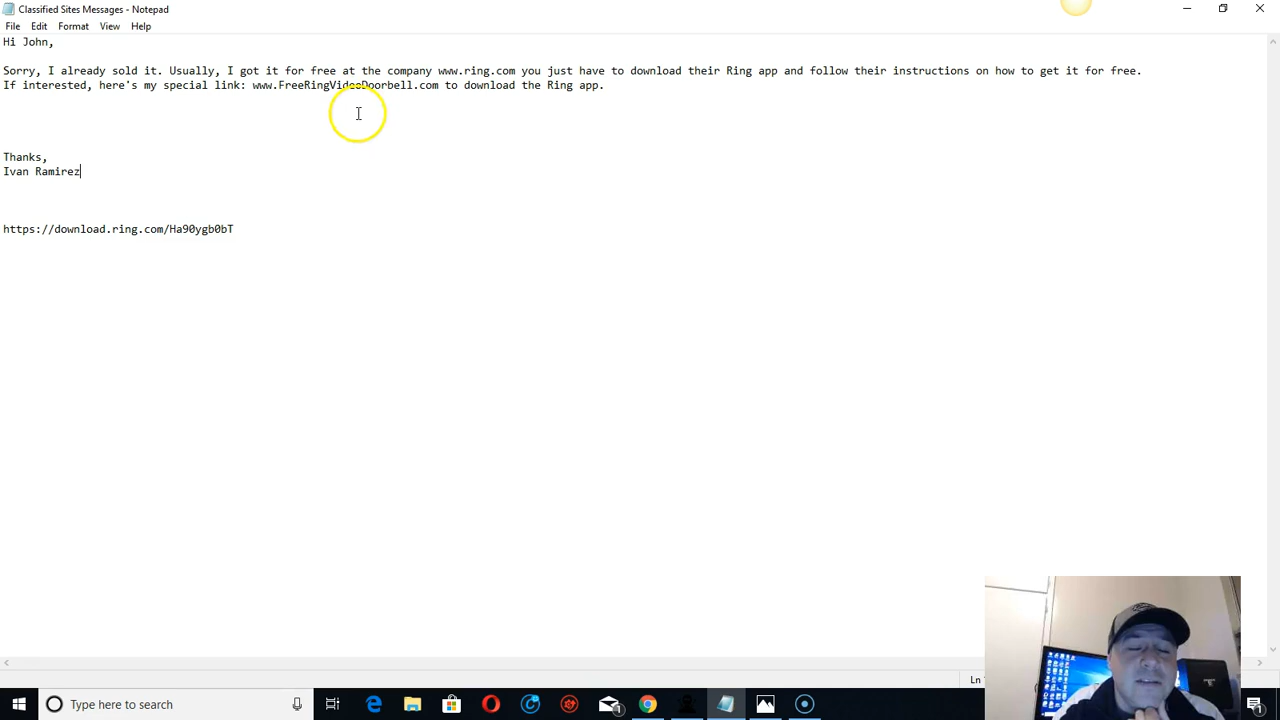 Classified Sites Messages - Notepad
File Edit Format View Help
Hi John,
Sorry, I already sold it. Usually, I got it for free at the company www.ring.com you just have to download their Ring app and follow their instructions on how to get it for free.
If interested, here's my special link: www.FreeRingVideoDoorbell.com to download the Ring app.
Thanks,
Ivan Ramirez
https://download.ring.com/Ha90ygb0bT
Ln
Type here to search
1
1